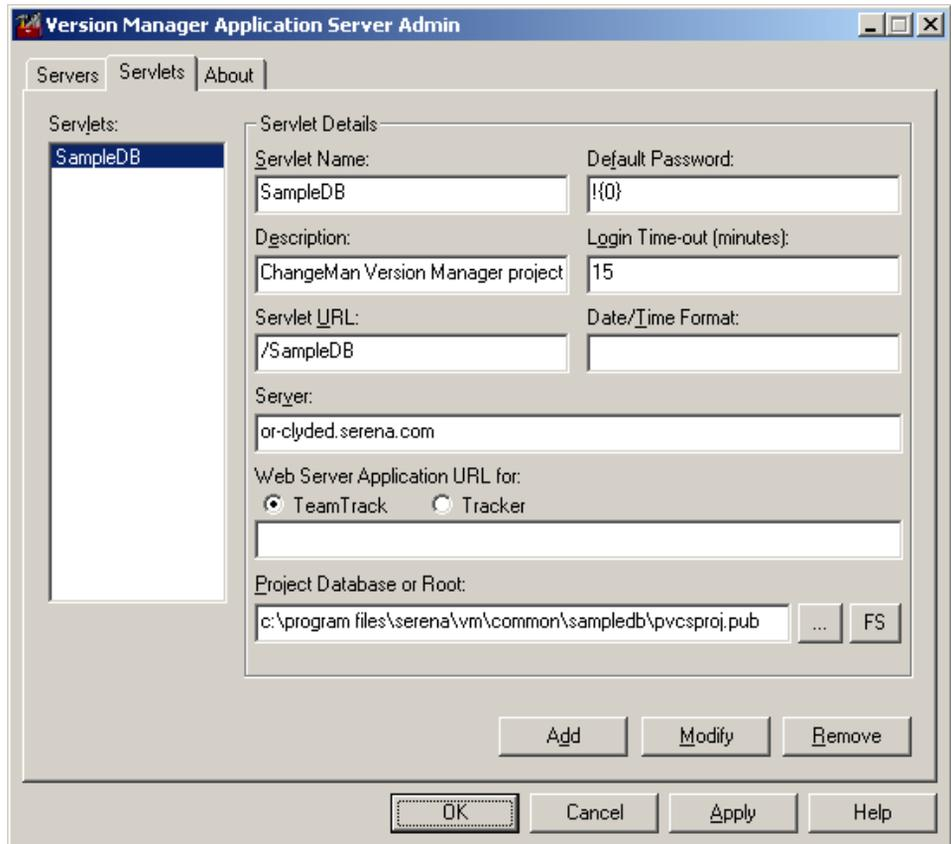 Version Manager Application Server Admin
Servers Servlets About
Servlets:
SampleDB
Servlet Details
Servlet Name:
SampleDB
Default Password:
!{0}
Description:
ChangeMan Version Manager project
Login Time-out (minutes):
15
Servlet URL:
/SampleDB
Date/Time Format:
Server:
or-clyded.serena.com
Web Server Application URL for:
TeamTrack Tracker
Project Database or Root:
c:\program files\serena\vm\common\sampledb\pvcsproj.pub ... FS
Add Modify Remove
OK Cancel Apply Help